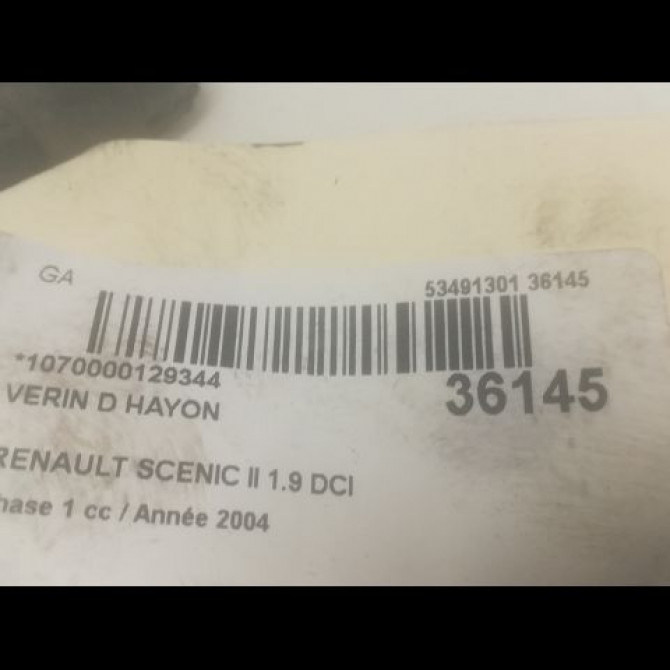 GA
53491301 36145
*1070000129344
36145
VERIN D HAYON
RENAULT SCENIC II 1.9 DCI
hase 1 cc / Année 2004